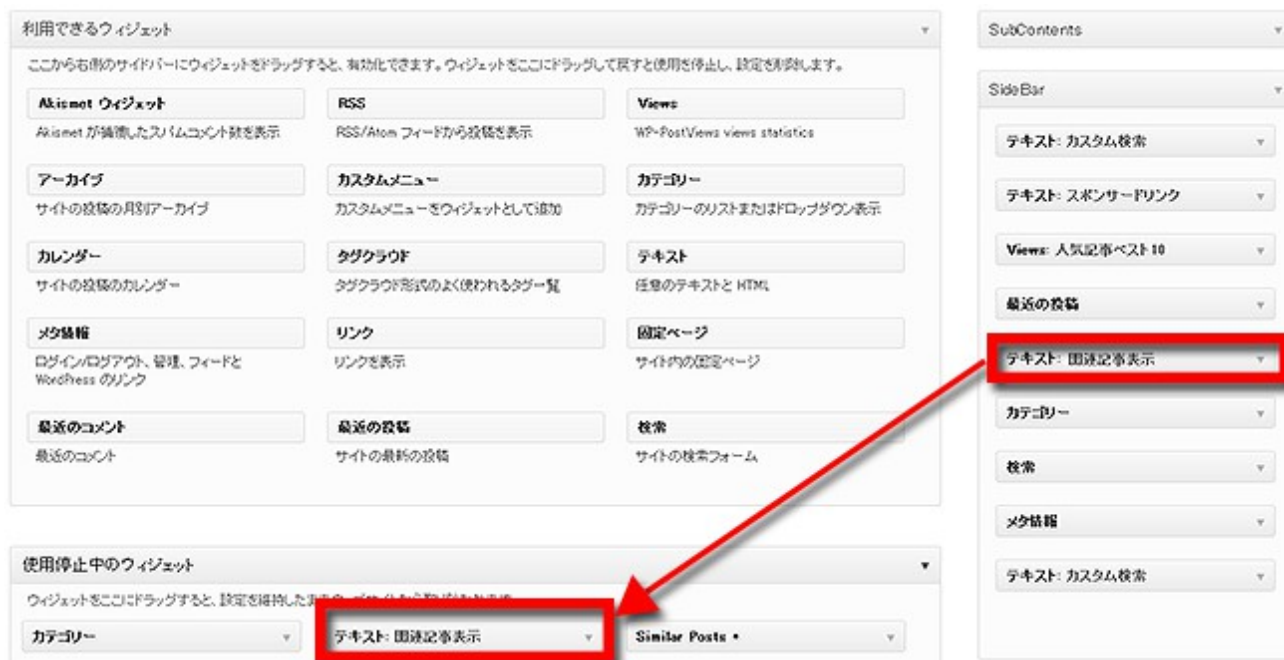 利用できるウィジェット
ここから右側のサイドバーにウィジェットをドラッグすると、有効化できます。ウィジェットをここにドラッグして戻すと使用を停止し、設定を削除します。
Akismet ウィジェット
RSS
Views
Akismet が捕獲したスパムコメント数を表示
RSS/Atom フィードから投稿を表示
WP-PostViews views statistics
アーカイブ
カスタムメニュー
カテゴリー
サイトの投稿の月別アーカイブ
カスタムメニューをウィジェットとして追加
カテゴリーのリストまたはドロップダウン表示
カレンダー
タグクラウド
テキスト
サイトの投稿のカレンダー
タグクラウド形式のよく使われるタグ一覧
任意のテキストと HTML
メタ情報
リンク
固定ページ
ログイン/ログアウト、管理、フィードと
WordPress のリンク
リンクを表示
サイト内の固定ページ
最近のコメント
最近の投稿
検索
最近のコメント
サイトの最新の投稿
サイトの検索フォーム
使用停止中のウィジェット
ウィジェットをここにドラッグすると、設定を維持した
カテゴリー
テキスト: 関連記事表示
Similar Posts •
SubContents
SideBar
テキスト: カスタム検索
テキスト: スポンサードリンク
Views: 人気記事ベスト10
最近の投稿
テキスト: 関連記事表示
カテゴリー
検索
メタ情報
テキスト: カスタム検索